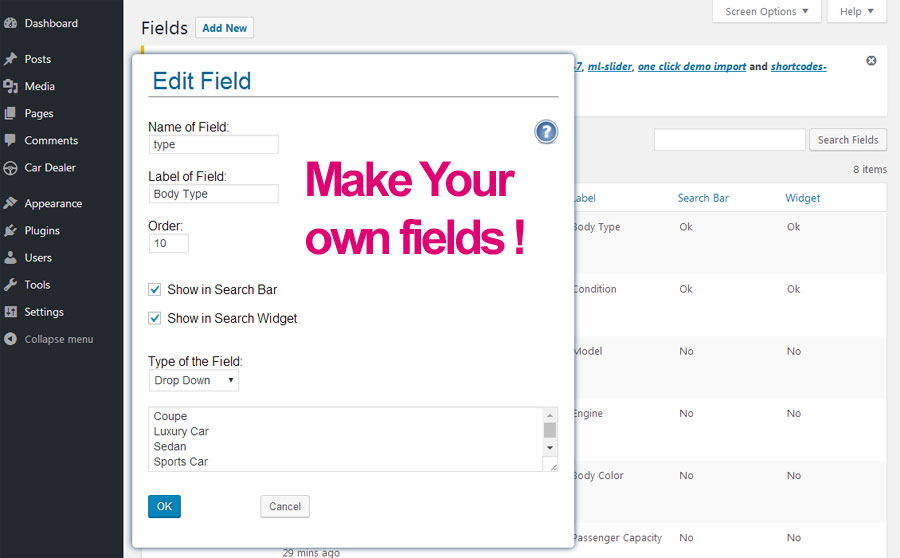 Dashboard
Posts
Media
Pages
Comments
Car Dealer
Appearance
Plugins
Users
Tools
Settings
Collapse menu
Screen Options ▼
Help ▼
Fields
Add New
-7, ml-slider, one click demo import and shortcodes-
Search Fields
8 items
Label
Search Bar
Widget
Body Type
Ok
Ok
Condition
Ok
Ok
Model
No
No
Engine
No
No
Body Color
No
No
Passenger Capacity
No
No
29 mins ago
Edit Field
Name of Field:
type
?
Label of Field:
Body Type
Order:
10
Make Your
own fields !
Show in Search Bar
Show in Search Widget
Type of the Field:
Drop Down
Coupe
Luxury Car
Sedan
Sports Car
OK
Cancel